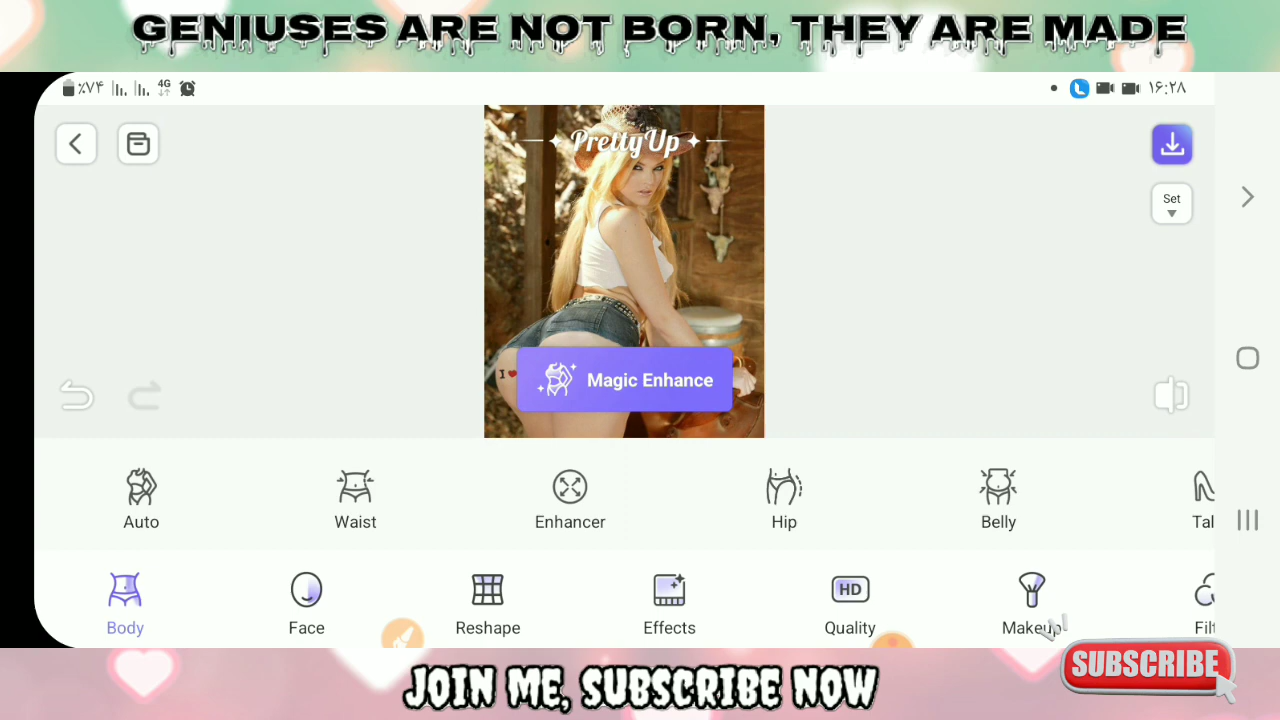 GENIUSES ARE NOT BORN, THEY ARE MADE
٪۷۴ 4G ۱۶:۲۸
PrettyUp
Set
I ♥
Magic Enhance
Auto Waist Enhancer Hip Belly Tal
Body Face Reshape Effects HD Quality Makeup Filt
SUBSCRIBE
JOIN ME, SUBSCRIBE NOW